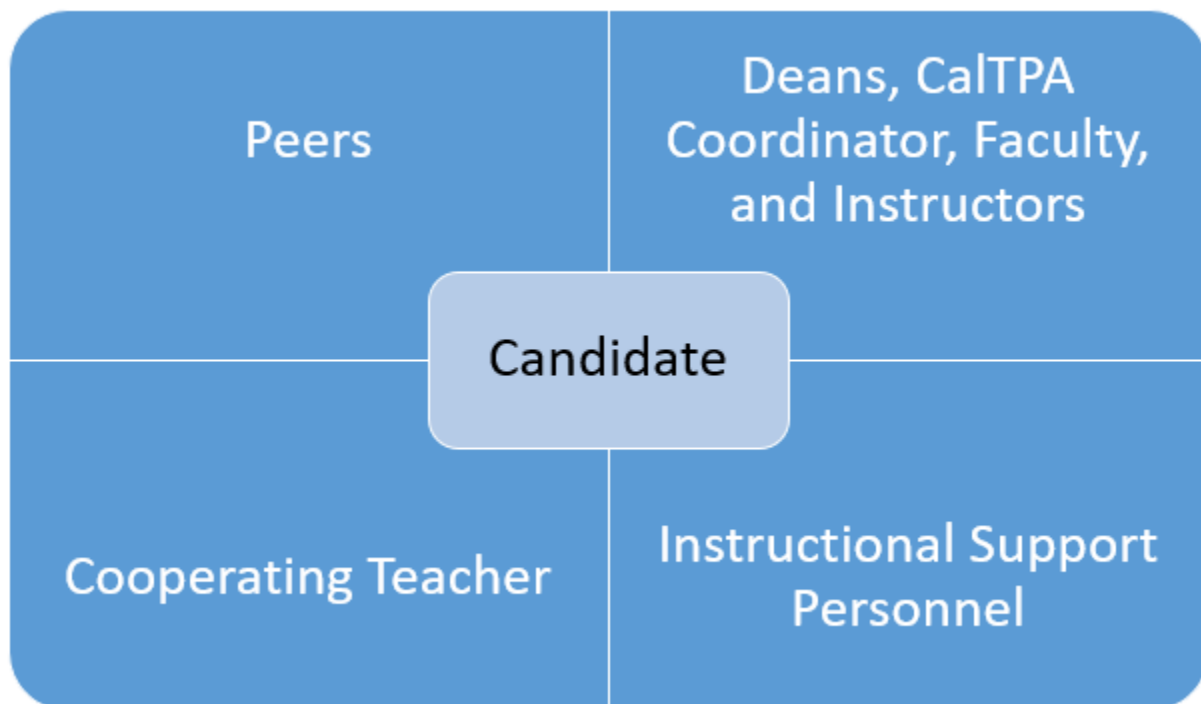 Peers
Deans, CalTPA
Coordinator, Faculty,
and Instructors
Candidate
Cooperating Teacher
Instructional Support
Personnel